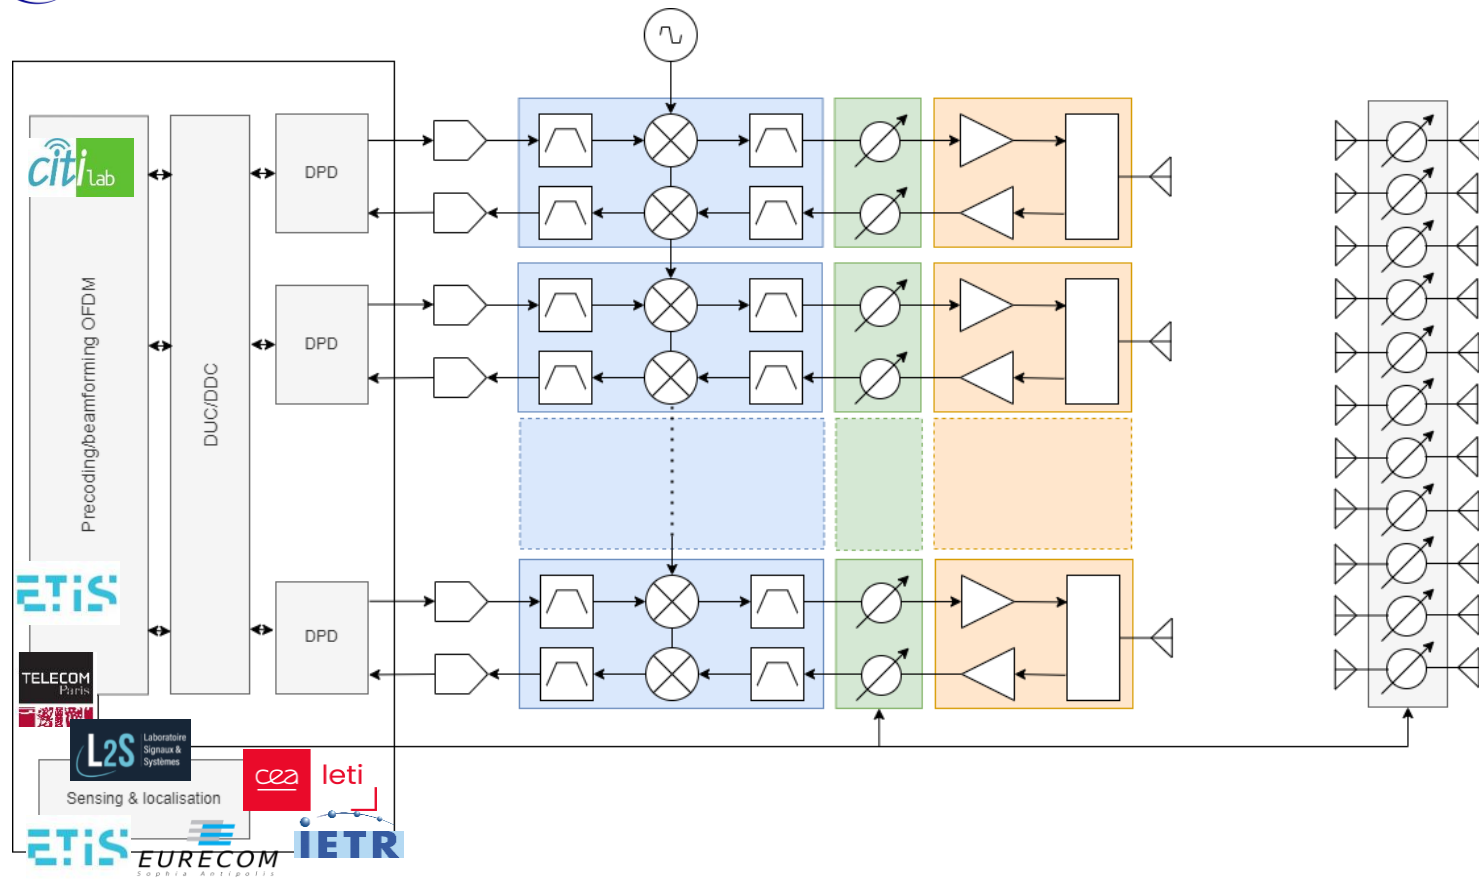 citi
lab
Precoding/beamforming OFDM
DUC/DDC
DPD
DPD
DPD
ETiS
TELECOM
Paris
L2S
Laboratoire
Signaux &
Systèmes
cea
leti
Sensing & localisation
ETiS
EURECOM
Sophia Antipolis
iETR